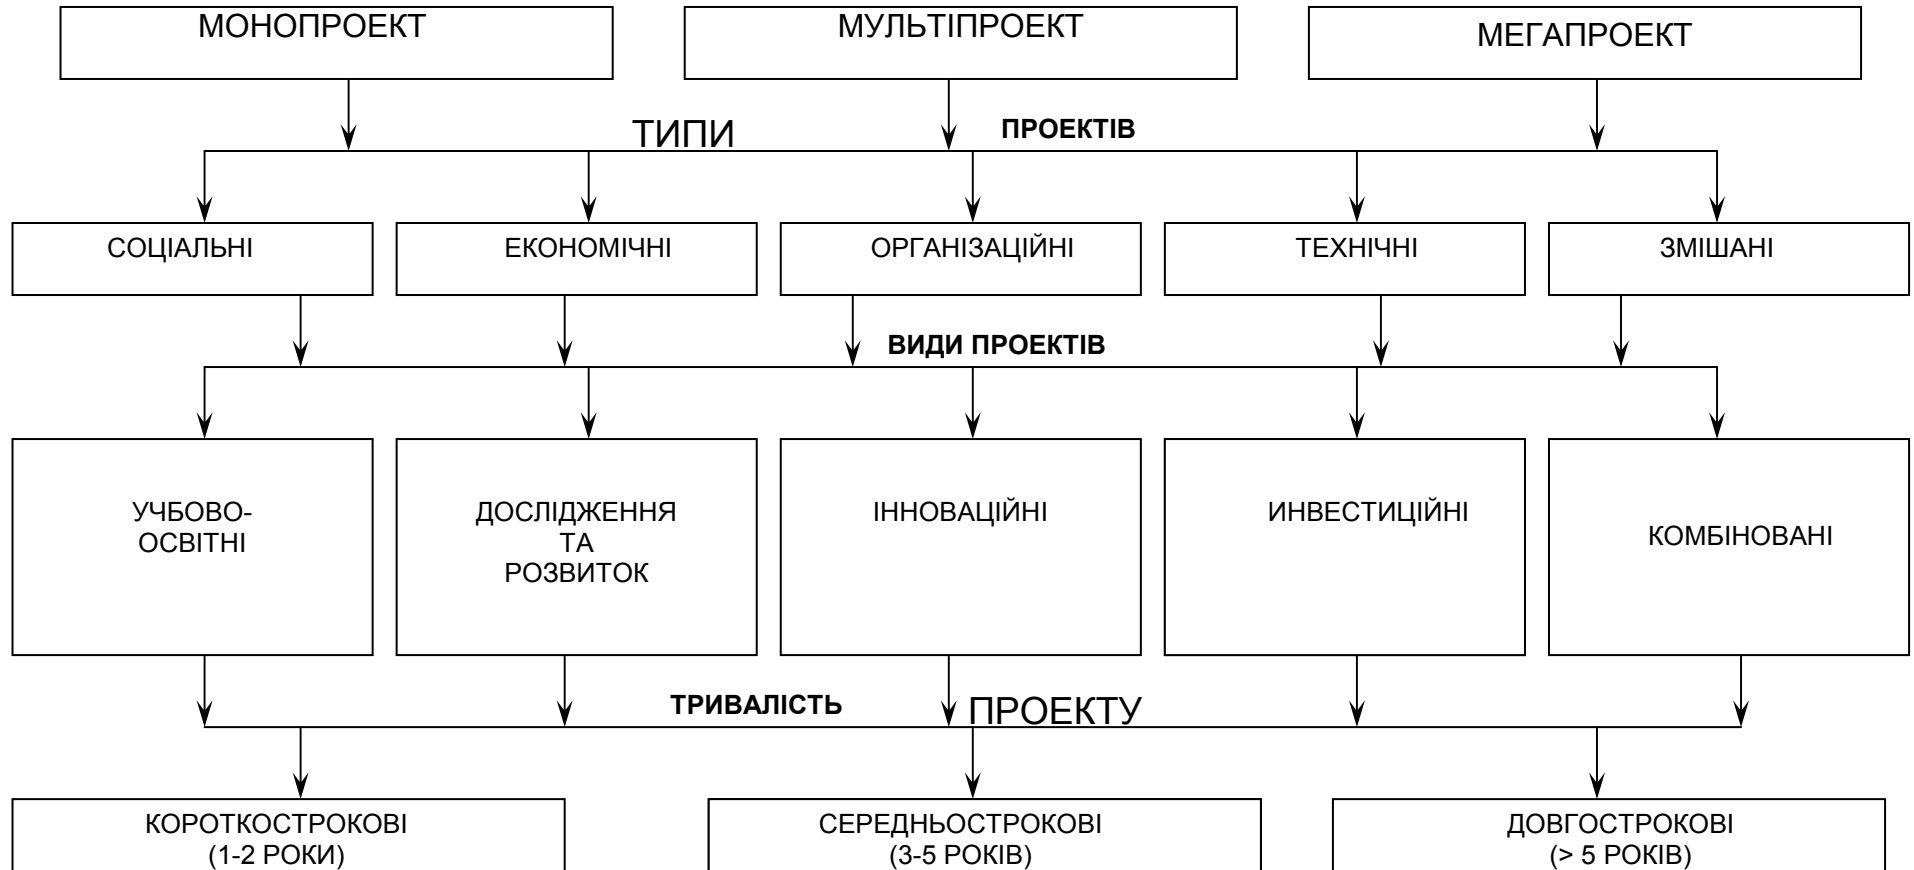 МОНОПРОЕКТ
МУЛЬТІПРОЕКТ
МЕГАПРОЕКТ
ТИПИ ПРОЕКТІВ
СОЦІАЛЬНІ
ЕКОНОМІЧНІ
ОРГАНІЗАЦІЙНІ
ТЕХНІЧНІ
ЗМІШАНІ
ВИДИ ПРОЕКТІВ
УЧБОВО-
ОСВІТНІ
ДОСЛІДЖЕННЯ
ТА
РОЗВИТОК
ІННОВАЦІЙНІ
ИНВЕСТИЦІЙНІ
КОМБІНОВАНІ
ТРИВАЛІСТЬ ПРОЕКТУ
КОРОТКОСТРОКОВІ
(1-2 РОКИ)
СЕРЕДНЬОСТРОКОВІ
(3-5 РОКІВ)
ДОВГОСТРОКОВІ
(> 5 РОКІВ)